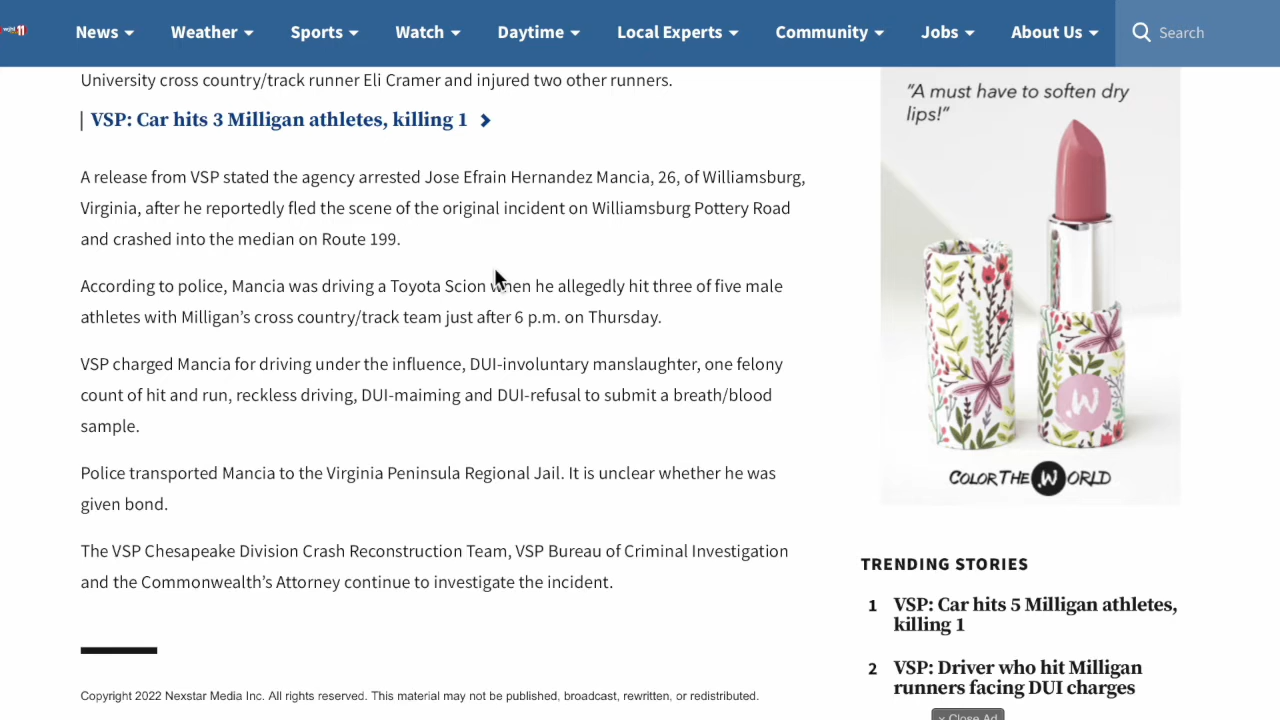 News
Weather
Sports
Watch
Daytime
Local Experts
Community
Jobs
About Us
Search
University cross country/track runner Eli Cramer and injured two other runners.
VSP: Car hits 3 Milligan athletes, killing 1
A release from VSP stated the agency arrested Jose Efrain Hernandez Mancia, 26, of Williamsburg,
Virginia, after he reportedly fled the scene of the original incident on Williamsburg Pottery Road
and crashed into the median on Route 199.
According to police, Mancia was driving a Toyota Scion when he allegedly hit three of five male
athletes with Milligan’s cross country/track team just after 6 p.m. on Thursday.
VSP charged Mancia for driving under the influence, DUI-involuntary manslaughter, one felony
count of hit and run, reckless driving, DUI-maiming and DUI-refusal to submit a breath/blood
sample.
Police transported Mancia to the Virginia Peninsula Regional Jail. It is unclear whether he was
given bond.
The VSP Chesapeake Division Crash Reconstruction Team, VSP Bureau of Criminal Investigation
and the Commonwealth’s Attorney continue to investigate the incident.
Copyright 2022 Nexstar Media Inc. All rights reserved. This material may not be published, broadcast, rewritten, or redistributed.
"A must have to soften dry
lips!"
.W
COLOR THE .WORLD
TRENDING STORIES
1 VSP: Car hits 5 Milligan athletes,
killing 1
2 VSP: Driver who hit Milligan
runners facing DUI charges
× Close Ad